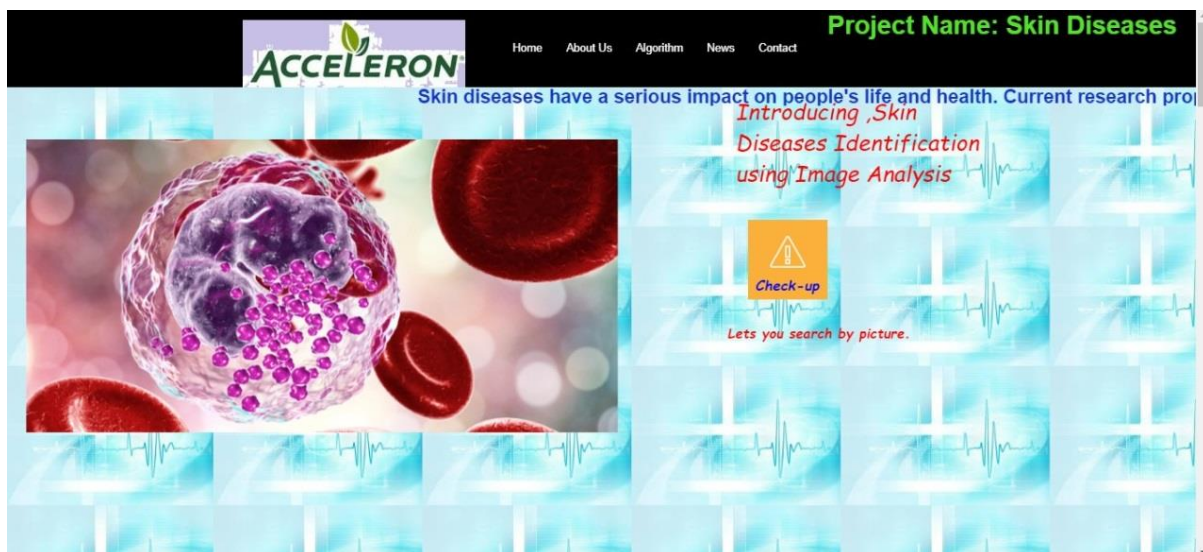 ACCELERON
Home About Us Algorithm News Contact
Project Name: Skin Diseases
Skin diseases have a serious impact on people's life and health. Current research
Introducing ,Skin
Diseases Identification
using Image Analysis
Check-up
Lets you search by picture.